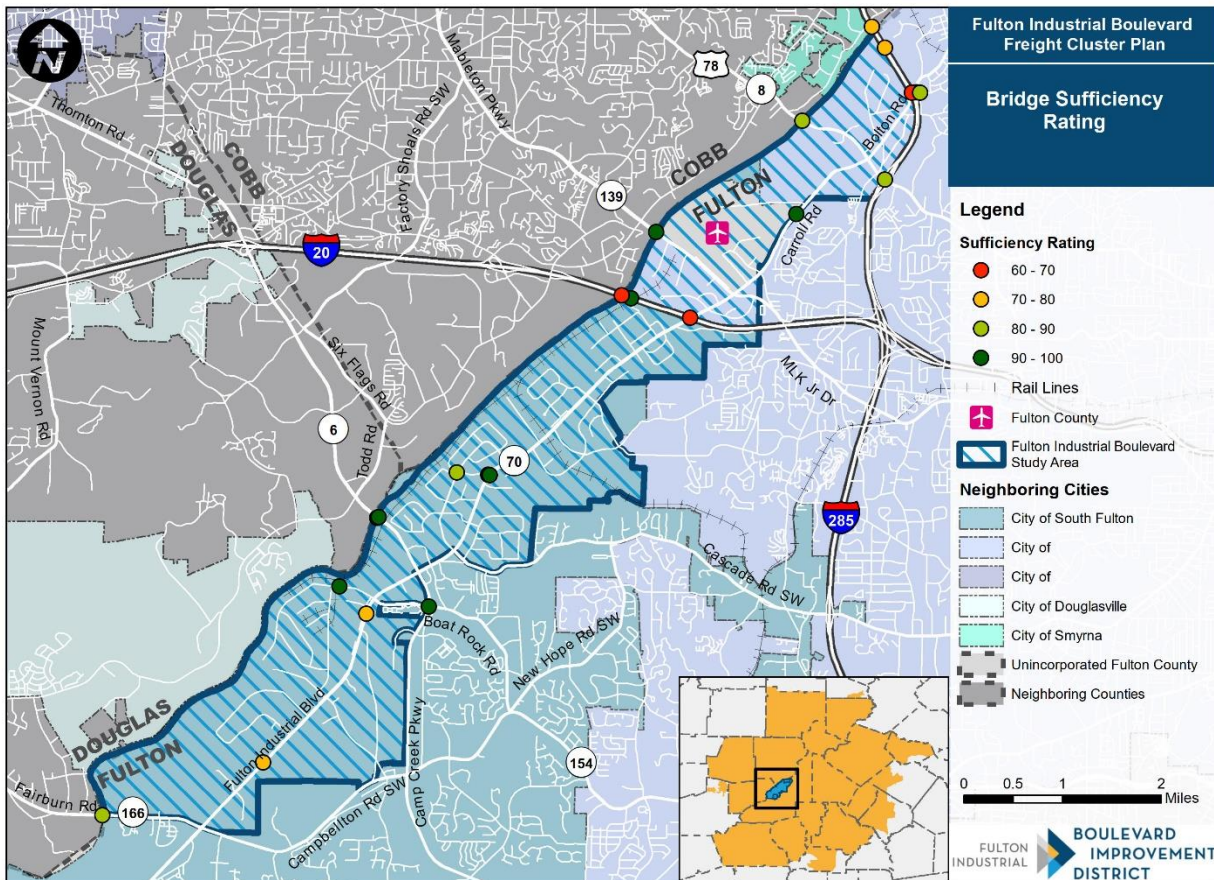 Fulton Industrial Boulevard
Freight Cluster Plan
Bridge Sufficiency
Rating
Legend
Sufficiency Rating
60 - 70
70 - 80
80 - 90
90 - 100
Rail Lines
Fulton County
Fulton Industrial Boulevard
Study Area
Neighboring Cities
City of South Fulton
City of
City of
City of Douglasville
City of Smyrna
Unincorporated Fulton County
Neighboring Counties
0 0.5 1 2
Miles
FULTON
INDUSTRIAL
BOULEVARD
IMPROVEMENT
DISTRICT
N
Thornton Rd
COBB
DOUGLAS
Factory Shoals Rd SW
Mableton Pkwy
78
8
Bolton Rd
COBB
FULTON
139
Carroll Rd
20
Mount Vernon Rd
Six Flags Rd
MLK Jr Dr
6
Todd Rd
70
285
Cascade Rd SW
Boat Rock Rd
New Hope Rd SW
DOUGLAS
FULTON
Fulton Industrial Blvd
Camp Creek Pkwy
154
Fairburn Rd
166
Campbellton Rd SW